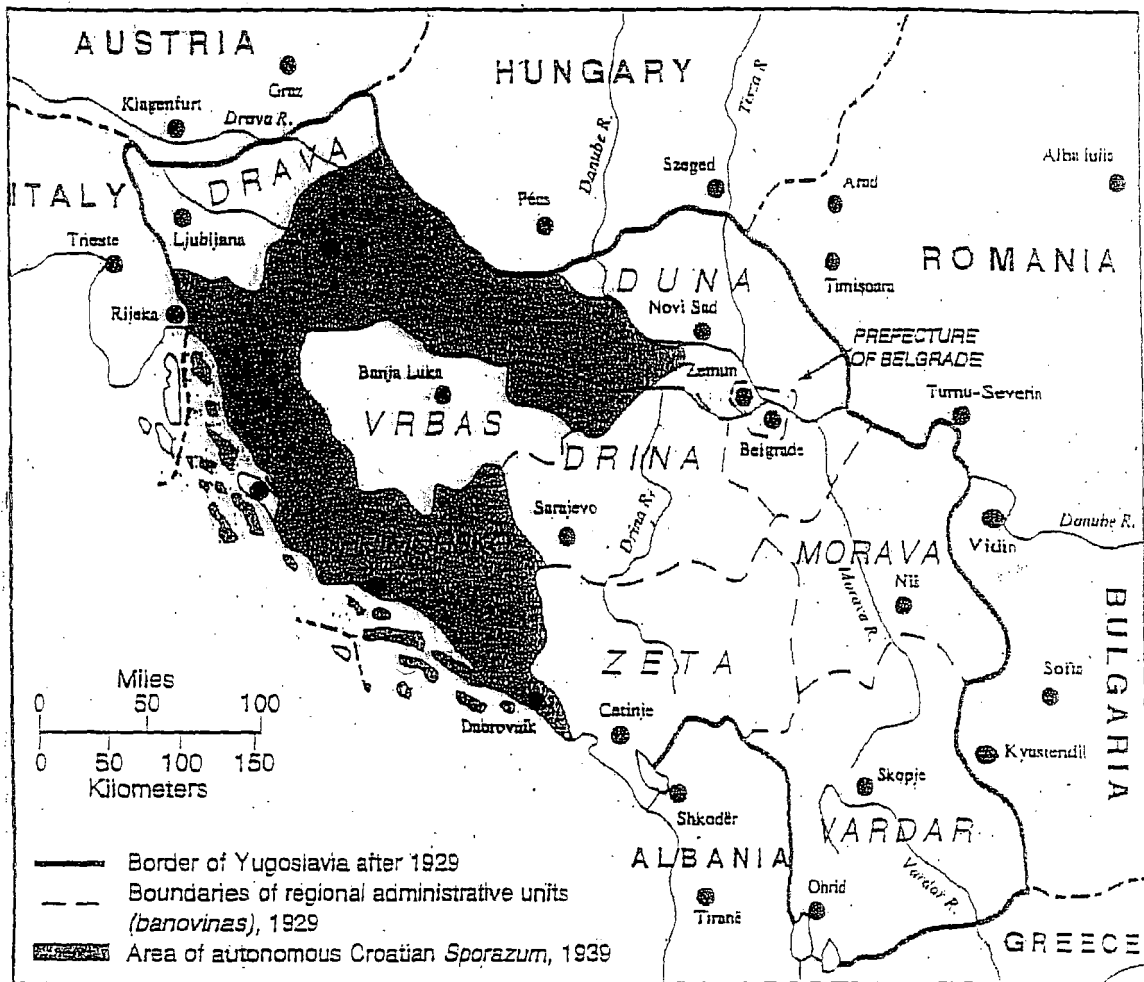 AUSTRIA
HUNGARY
Graz
Klagenfurt
Drava R.
Danube R.
Tisza R.
Szeged
Alba Iulia
Arad
ITALY
DRAVA
Pécs
Trieste
Ljubljana
ROMANIA
DUNA
Timișoara
Novi Sad
Rijeka
PREFECTURE
OF BELGRADE
Zemun
Banja Luka
Turnu-Severin
VRBAS
Belgrade
DRINA
Sarajevo
Drina R.
Danube R.
Vidin
MORAVA
Niš
Morava R.
BULGARIA
ZETA
Sofia
Miles
0 50 100
0 50 100 150
Kilometers
Dubrovnik
Catinje
Kyustendil
Skopje
Shkodër
VARDAR
ALBANIA
Vardar R.
Ohrid
Tiranë
GREECE
Border of Yugoslavia after 1929
Boundaries of regional administrative units
(banovinas), 1929
Area of autonomous Croatian Sporazum, 1939